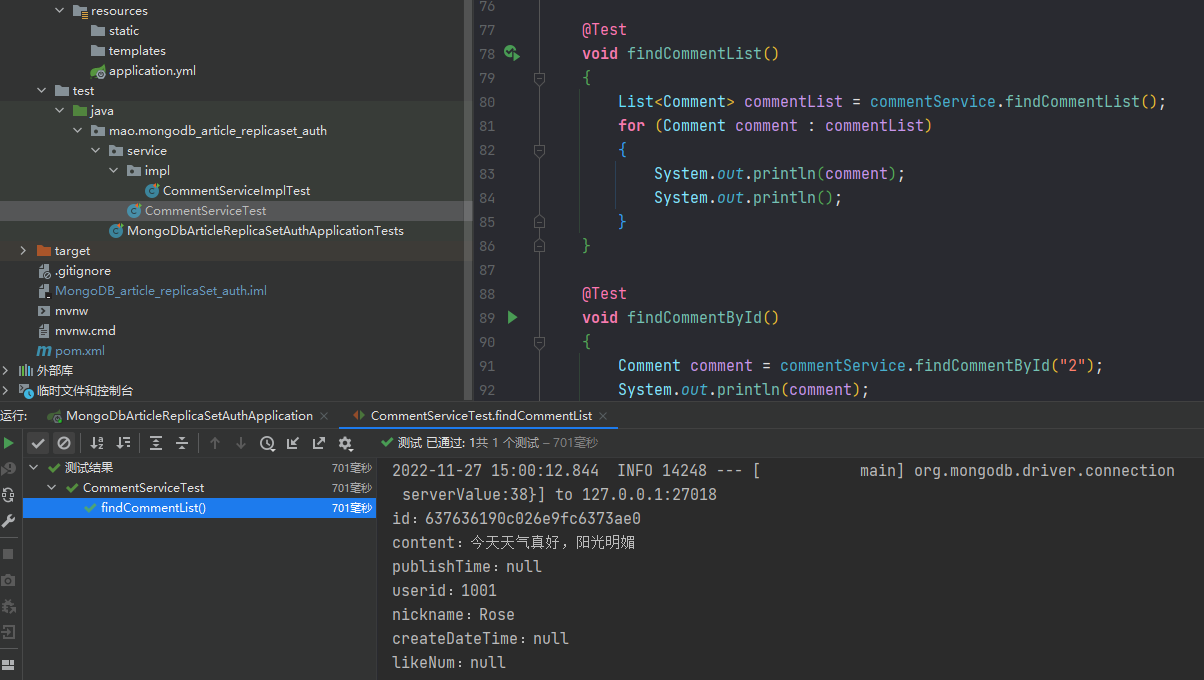 resources
static
templates
application.yml
test
java
mao.mongodb_article_replicaset_auth
service
impl
CommentServiceImplTest
CommentServiceTest
MongoDbArticleReplicaSetAuthApplicationTests
target
.gitignore
MongoDB_article_replicaSet_auth.iml
mvnw
mvnw.cmd
pom.xml
外部库
临时文件和控制台
76
77 @Test
78 void findCommentList()
79 {
80 List<Comment> commentList = commentService.findCommentList();
81 for (Comment comment : commentList)
82 {
83 System.out.println(comment);
84 System.out.println();
85 }
86 }
87
88 @Test
89 void findCommentById()
90 {
91 Comment comment = commentService.findCommentById("2");
92 System.out.println(comment);
运行: MongoDbArticleReplicaSetAuthApplication CommentServiceTest.findCommentList
测试 已通过: 1共 1 个测试 – 701毫秒
测试结果 701毫秒
CommentServiceTest 701毫秒
findCommentList() 701毫秒
2022-11-27 15:00:12.844  INFO 14248 --- [           main] org.mongodb.driver.connection
serverValue:38}] to 127.0.0.1:27018
id：637636190c026e9fc6373ae0
content：今天天气真好，阳光明媚
publishTime：null
userid：1001
nickname：Rose
createDateTime：null
likeNum：null